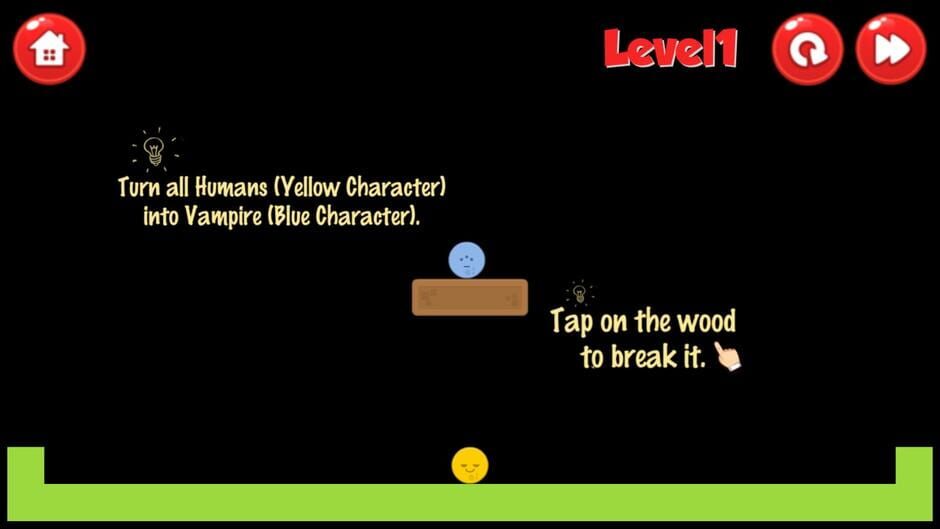 Level1
Turn all Humans (Yellow Character)
into Vampire (Blue Character).
Tap on the wood
to break it.